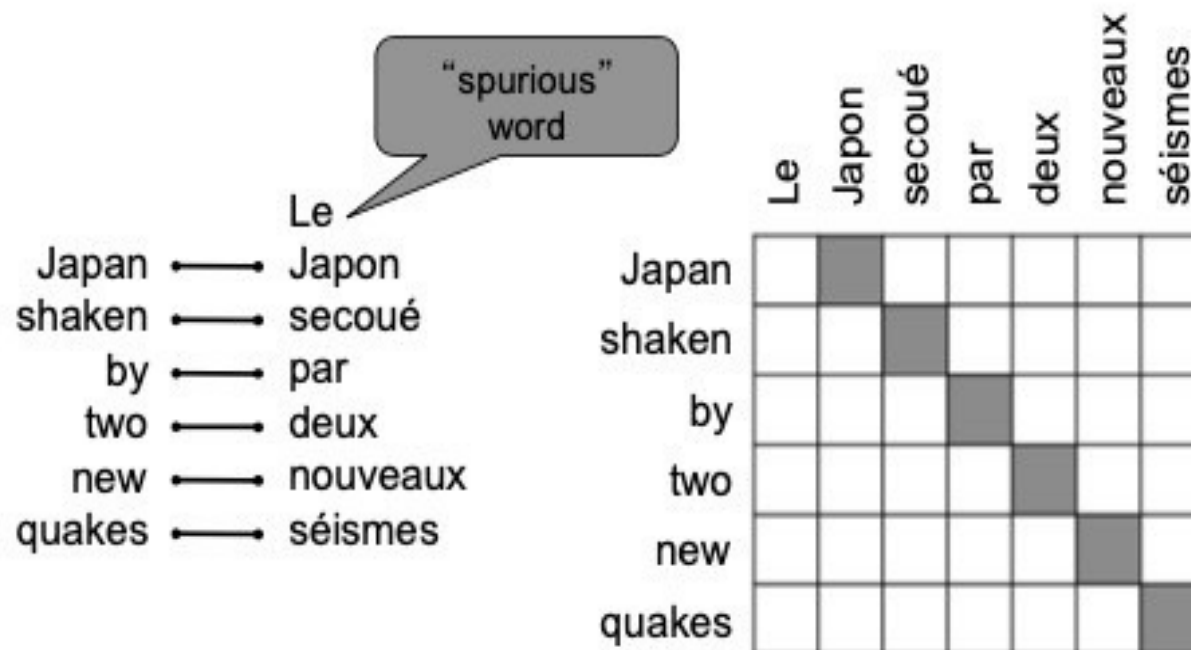 “spurious”
word
Le
Japan Japon
shaken secoué
by par
two deux
new nouveaux
quakes séismes
Le Japon secoué par deux nouveaux séismes
Japan
shaken
by
two
new
quakes